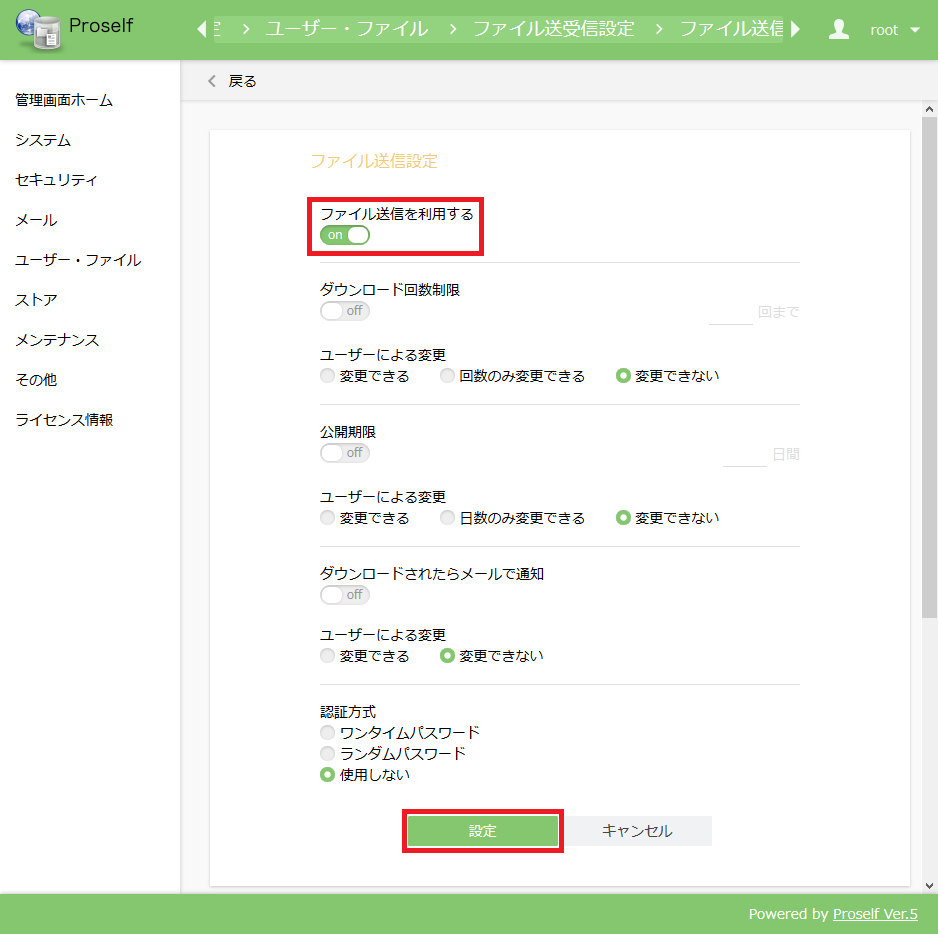 Proself
定 > ユーザー・ファイル > ファイル送受信設定 > ファイル送信
root
戻る
管理画面ホーム
システム
セキュリティ
メール
ユーザー・ファイル
ストア
メンテナンス
その他
ライセンス情報
ファイル送信設定
ファイル送信を利用する
on
ダウンロード回数制限
off 回まで
ユーザーによる変更
変更できる 回数のみ変更できる 変更できない
公開期限
off 日間
ユーザーによる変更
変更できる 日数のみ変更できる 変更できない
ダウンロードされたらメールで通知
off
ユーザーによる変更
変更できる 変更できない
認証方式
ワンタイムパスワード
ランダムパスワード
使用しない
設定 キャンセル
Powered by Proself Ver.5